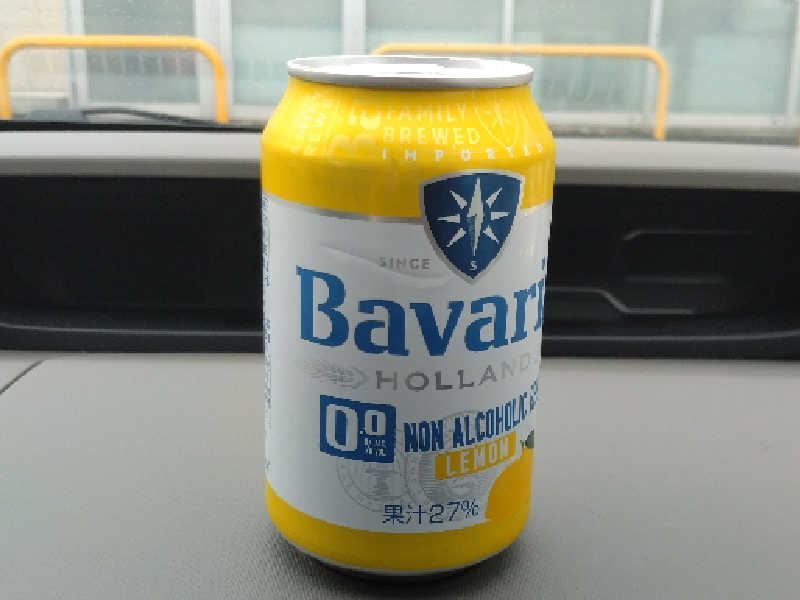 FAMILY
BREWED
IMPORTED
SINCE
S
Bavari
HOLLAND
0.0
NON ALCOHOLIC
LEMON
果汁27%